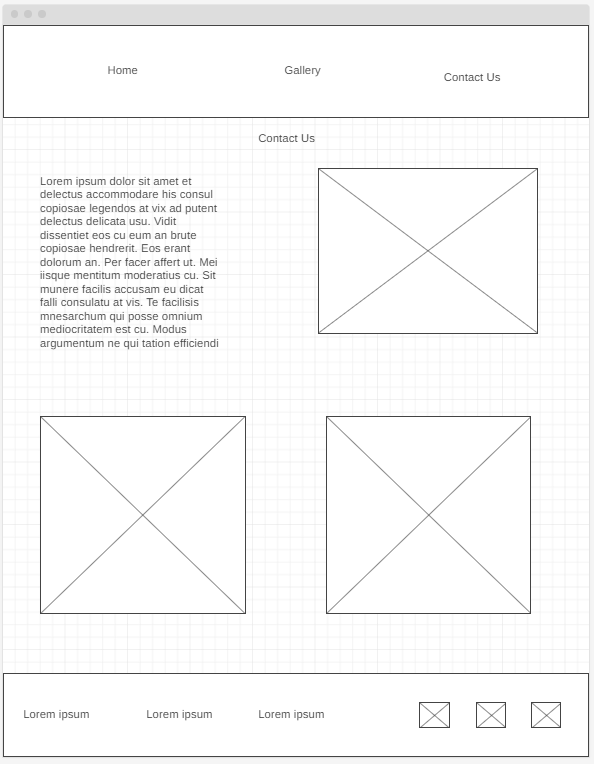 Home
Gallery
Contact Us
Contact Us
Lorem ipsum dolor sit amet et
delectus accommodare his consul
copiosae legendos at vix ad putent
delectus delicata usu. Vidit
dissentiet eos cu eum an brute
copiosae hendrerit. Eos erant
dolorum an. Per facer affert ut. Mei
iisque mentitum moderatius cu. Sit
munere facilis accusam eu dicat
falli consulatu at vis. Te facilisis
mnesarchum qui posse omnium
mediocritatem est cu. Modus
argumentum ne qui tation efficiendi
Lorem ipsum
Lorem ipsum
Lorem ipsum